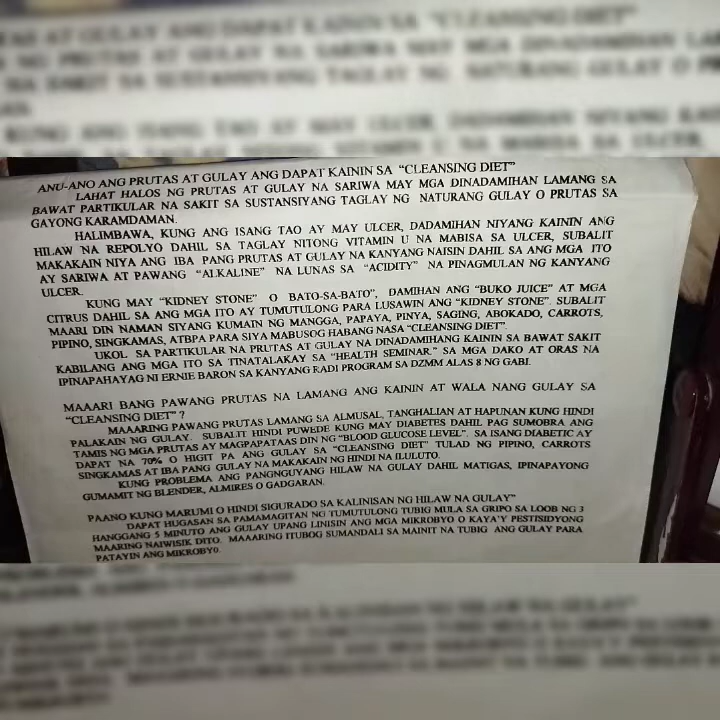 ANU-ANO ANG PRUTAS AT GULAY ANG DAPAT KAININ SA "CLEANSING DIET"
LAHAT HALOS NG PRUTAS AT GULAY NA SARIWA MAY MGA DINADAMIHAN LAMANG SA
BAWAT PARTIKULAR NA SAKIT SA SUSTANSIYANG TAGLAY NG NATURANG GULAY O PRUTAS SA
GAYONG KARAMDAMAN.
HALIMBAWA, KUNG ANG ISANG TAO AY MAY ULCER, DADAMIHAN NIYANG KAININ ANG
HILAW NA REPOLYO DAHIL SA TAGLAY NITONG VITAMIN U NA MABISA SA ULCER, SUBALIT
MAKAKAIN NIYA ANG IBA PANG PRUTAS AT GULAY NA KANYANG NAISIN DAHIL SA ANG MGA ITO
AY SARIWA AT PAWANG "ALKALINE" NA LUNAS SA "ACIDITY" NA PINAGMULAN NG KANYANG
ULCER.
KUNG MAY "KIDNEY STONE" O BATO-SA-BATO", DAMIHAN ANG "BUKO JUICE" AT MGA
CITRUS DAHIL SA ANG MGA ITO AY TUMUTULONG PARA LUSAWIN ANG "KIDNEY STONE". SUBALIT
MAARI DIN NAMAN SIYANG KUMAIN NG MANGGA, PAPAYA, PINYA, SAGING, ABOKADO, CARROTS,
PIPINO, SINGKAMAS, ATBPA PARA SIYA MABUSOG HABANG NASA "CLEANSING DIET".
UKOL SA PARTIKULAR NA PRUTAS AT GULAY NA DINADAMIHANG KAININ SA BAWAT SAKIT
KABILANG ANG MGA ITO SA TINATALAKAY SA "HEALTH SEMINAR." SA MGA DAKO AT ORAS NA
IPINAPAHAYAG NI ERNIE BARON SA KANYANG RADI PROGRAM SA DZMM ALAS 8 NG GABI.
MAAARI BANG PAWANG PRUTAS NA LAMANG ANG KAININ AT WALA NANG GULAY SA
"CLEANSING DIET" ?
MAAARING PAWANG PRUTAS LAMANG SA ALMUSAL, TANGHALIAN AT HAPUNAN KUNG HINDI
PALAKAIN NG GULAY. SUBALIT HINDI PUWEDE KUNG MAY DIABETES DAHIL PAG SUMOBRA ANG
TAMIS NG MGA PRUTAS AY MAGPAPATAAS DIN NG "BLOOD GLUCOSE LEVEL". SA ISANG DIABETIC AY
DAPAT NA 70% O HIGIT PA ANG GULAY SA "CLEANSING DIET" TULAD NG PIPINO, CARROTS
SINGKAMAS AT IBA PANG GULAY NA MAKAKAIN NG HINDI NA ILULUTO.
KUNG PROBLEMA ANG PANGNGUYANG HILAW NA GULAY DAHIL MATIGAS, IPINAPAYONG
GUMAMIT NG BLENDER, ALMIRES O GADGARAN.
PAANO KUNG MARUMI O HINDI SIGURADO SA KALINISAN NG HILAW NA GULAY"
DAPAT HUGASAN SA PAMAMAGITAN NG TUMUTULONG TUBIG MULA SA GRIPO SA LOOB NG 3
HANGGANG 5 MINUTO ANG GULAY UPANG LINISIN ANG MGA MIKROBYO O KAYA'Y PESTISIDYONG
MAARING NAIWISIK DITO. MAAARING ITUBOG SUMANDALI SA MAINIT NA TUBIG ANG GULAY PARA
PATAYIN ANG MIKROBYO.